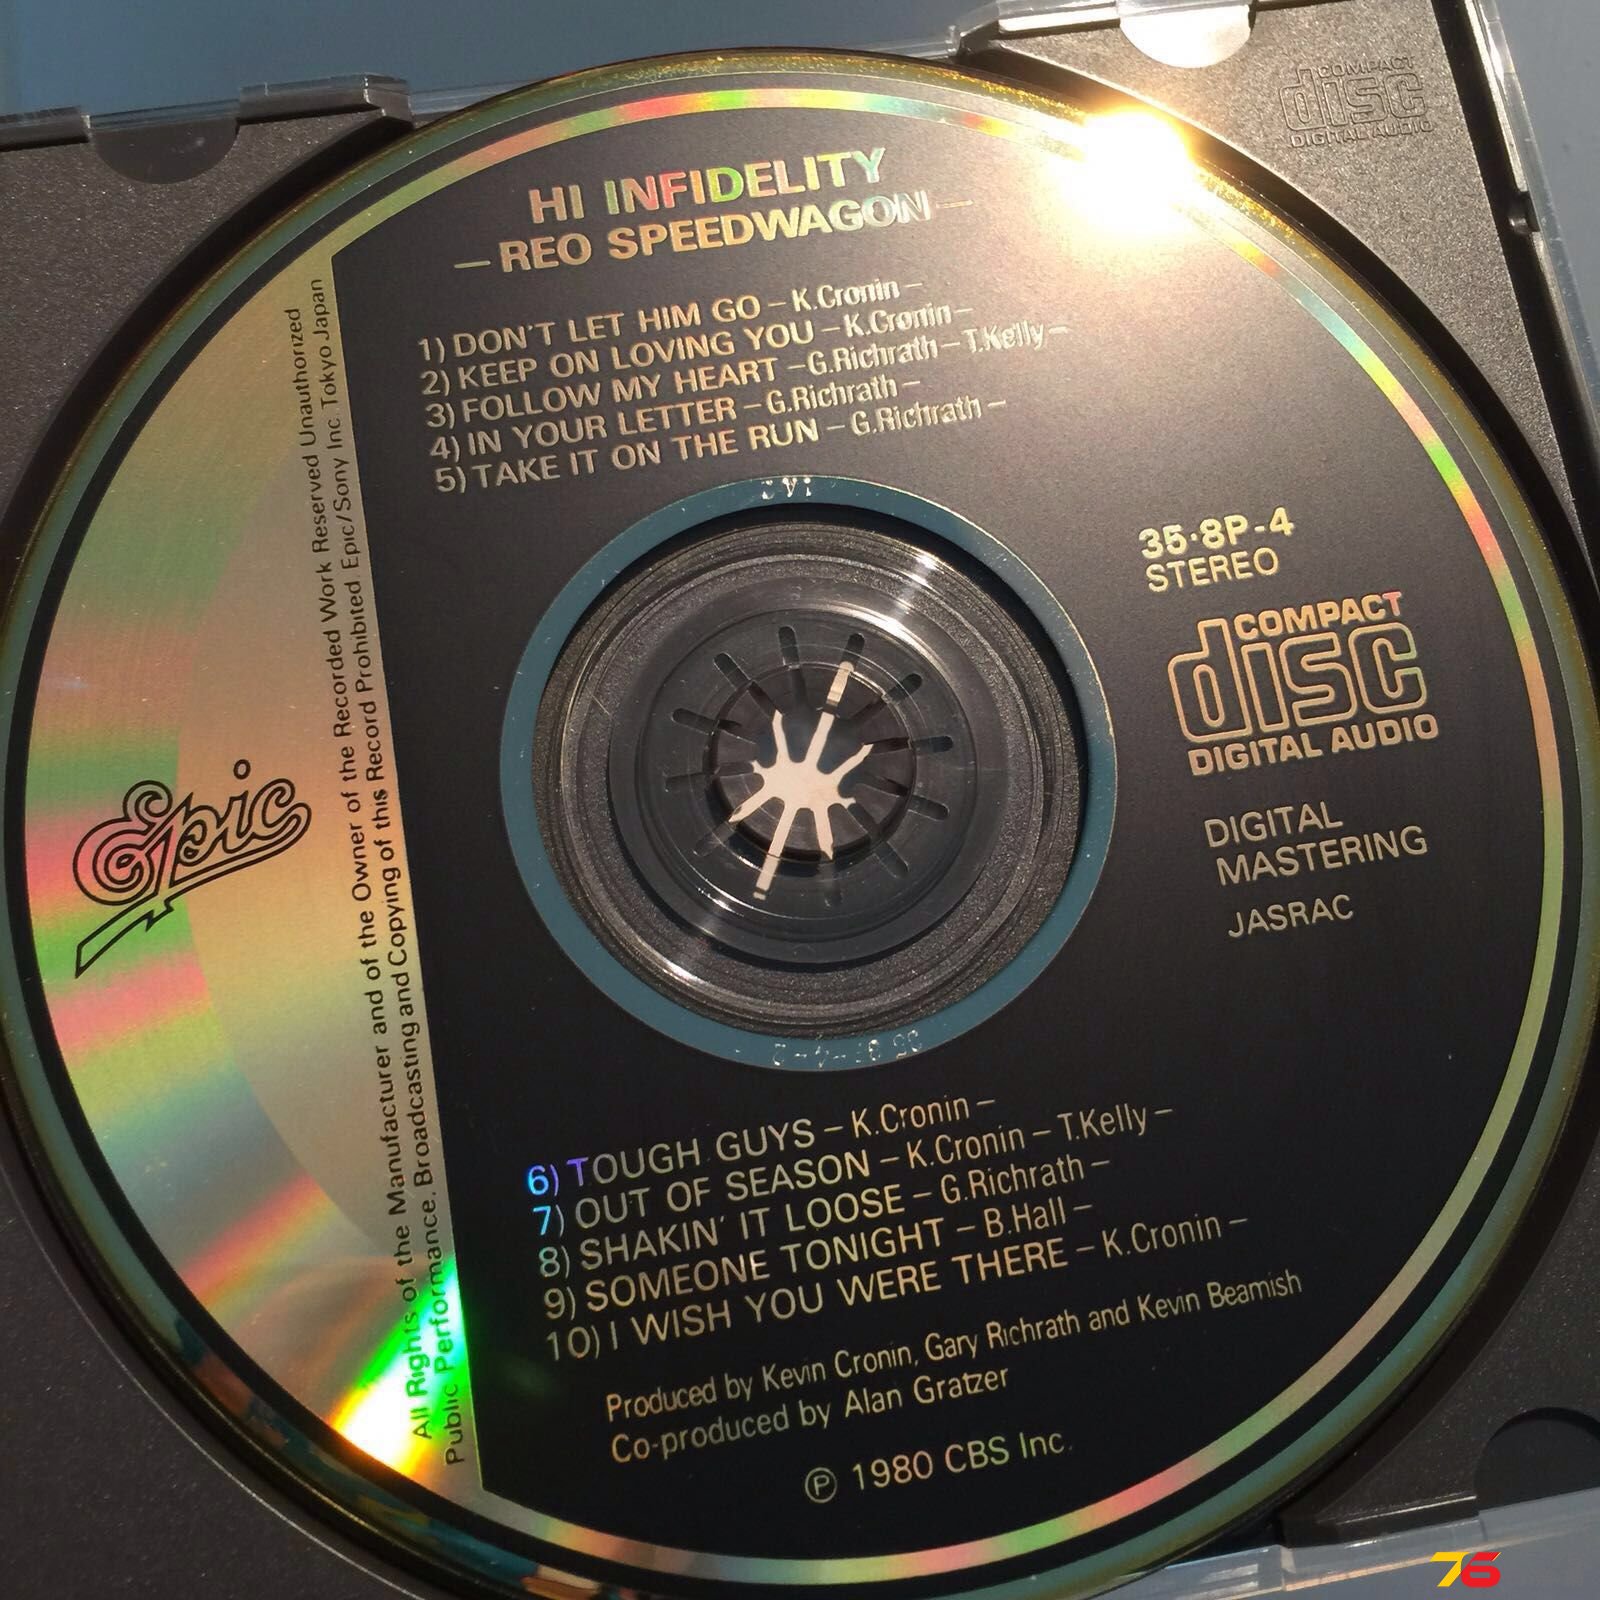 COMPACT
disc
DIGITAL AUDIO
HI INFIDELITY
— REO SPEEDWAGON —
1) DON'T LET HIM GO – K.Cronin –
2) KEEP ON LOVING YOU – K.Cronin –
3) FOLLOW MY HEART – G.Richrath – T.Kelly –
4) IN YOUR LETTER – G.Richrath –
5) TAKE IT ON THE RUN – G.Richrath –
35·8P-4
STEREO
COMPACT
disc
DIGITAL AUDIO
DIGITAL
MASTERING
JASRAC
Epic
All Rights of the Manufacturer and of the Owner of the Recorded Work Reserved Unauthorized
Public Performance. Broadcasting and Copying of this Record Prohibited Epic/Sony Inc. Tokyo Japan
6) TOUGH GUYS – K.Cronin –
7) OUT OF SEASON – K.Cronin – T.Kelly –
8) SHAKIN' IT LOOSE – G.Richrath –
9) SOMEONE TONIGHT – B.Hall –
10) I WISH YOU WERE THERE – K.Cronin –
Produced by Kevin Cronin, Gary Richrath and Kevin Beamish
Co-produced by Alan Gratzer
Ⓟ 1980 CBS Inc.
76